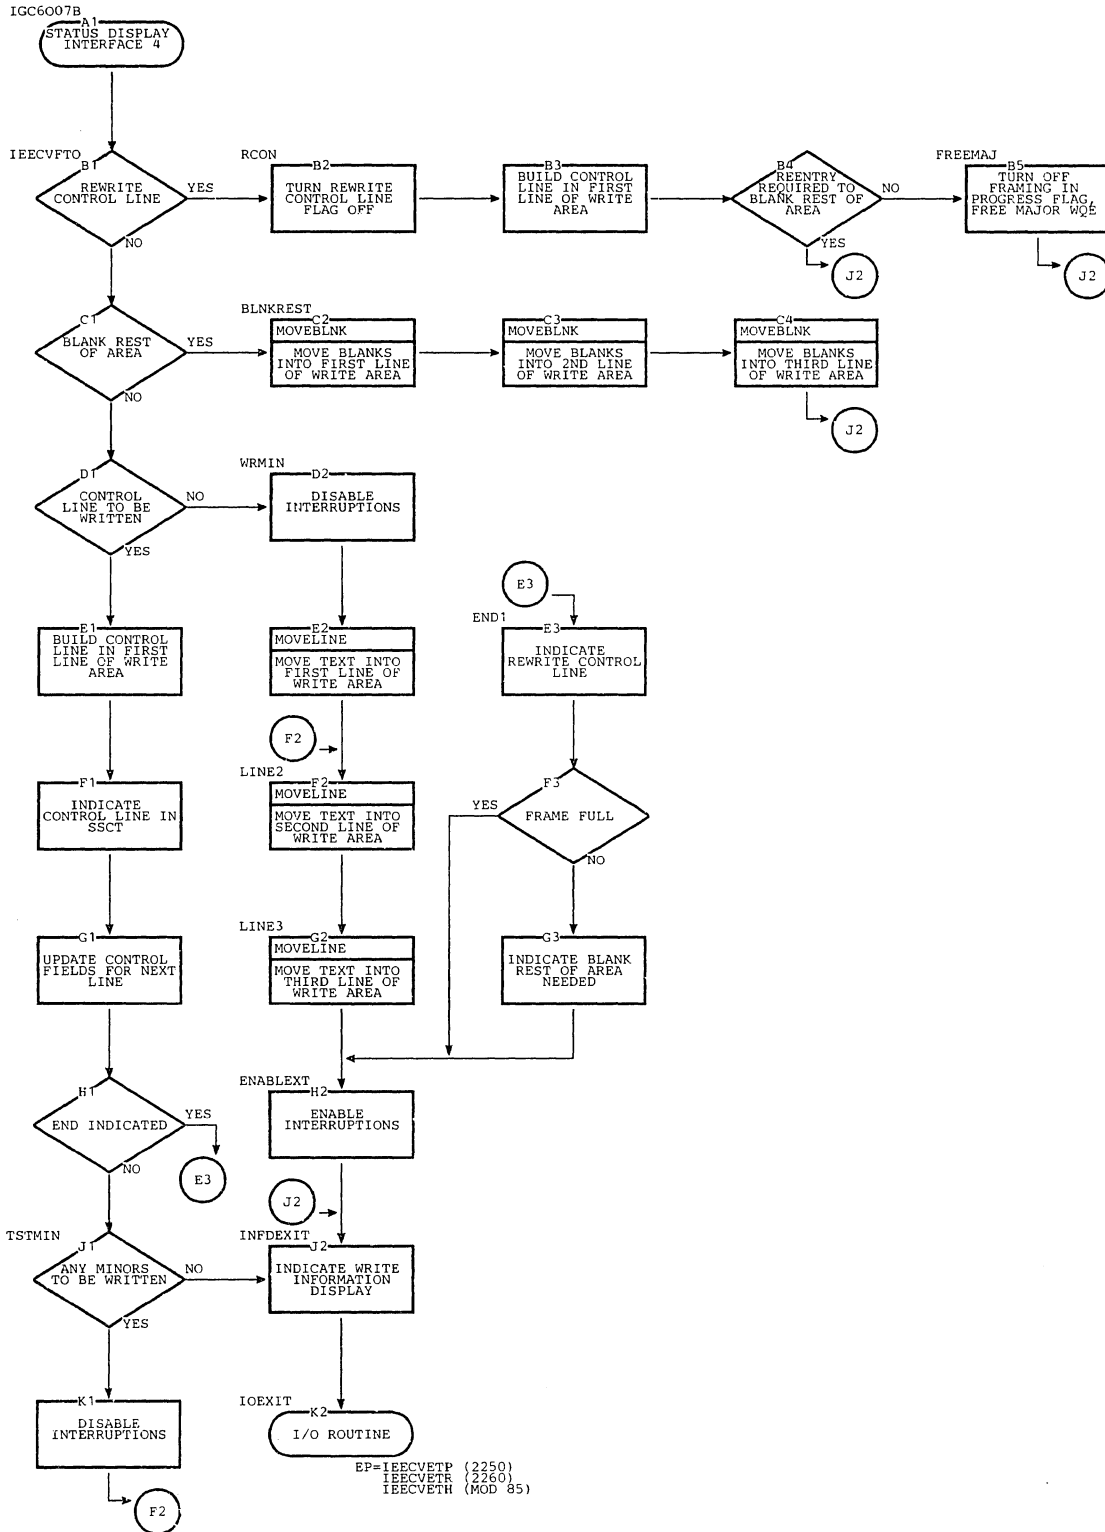 IGC6007B
A1
STATUS DISPLAY
INTERFACE 4
IEECVFTO
B1
REWRITE
CONTROL LINE
YES
NO
RCON
B2
TURN REWRITE
CONTROL LINE
FLAG OFF
B3
BUILD CONTROL
LINE IN FIRST
LINE OF WRITE
AREA
B4
REENTRY
REQUIRED TO
BLANK REST OF
AREA
NO
YES
J2
FREEMAJ
B5
TURN OFF
FRAMING IN
PROGRESS FLAG,
FREE MAJOR WQE
J2
C1
BLANK REST
OF AREA
YES
NO
BLNKREST
C2
MOVEBLNK
MOVE BLANKS
INTO FIRST LINE
OF WRITE AREA
C3
MOVEBLNK
MOVE BLANKS
INTO 2ND LINE
OF WRITE AREA
C4
MOVEBLNK
MOVE BLANKS
INTO THIRD LINE
OF WRITE AREA
J2
D1
CONTROL
LINE TO BE
WRITTEN
NO
YES
WRMIN
D2
DISABLE
INTERRUPTIONS
E1
BUILD CONTROL
LINE IN FIRST
LINE OF WRITE
AREA
E2
MOVELINE
MOVE TEXT INTO
FIRST LINE OF
WRITE AREA
E3
END1
E3
INDICATE
REWRITE CONTROL
LINE
F2
F1
INDICATE
CONTROL LINE IN
SSCT
LINE2
F2
MOVELINE
MOVE TEXT INTO
SECOND LINE OF
WRITE AREA
F3
YES
FRAME FULL
NO
G1
UPDATE CONTROL
FIELDS FOR NEXT
LINE
LINE3
G2
MOVELINE
MOVE TEXT INTO
THIRD LINE OF
WRITE AREA
G3
INDICATE BLANK
REST OF AREA
NEEDED
H1
END INDICATED
YES
NO
E3
ENABLEXT
H2
ENABLE
INTERRUPTIONS
J2
TSTMIN
J1
ANY MINORS
TO BE WRITTEN
NO
YES
INFDEXIT
J2
INDICATE WRITE
INFORMATION
DISPLAY
K1
DISABLE
INTERRUPTIONS
F2
IOEXIT
K2
I/O ROUTINE
EP=IEECVETP (2250)
IEECVETR (2260)
IEECVETH (MOD 85)